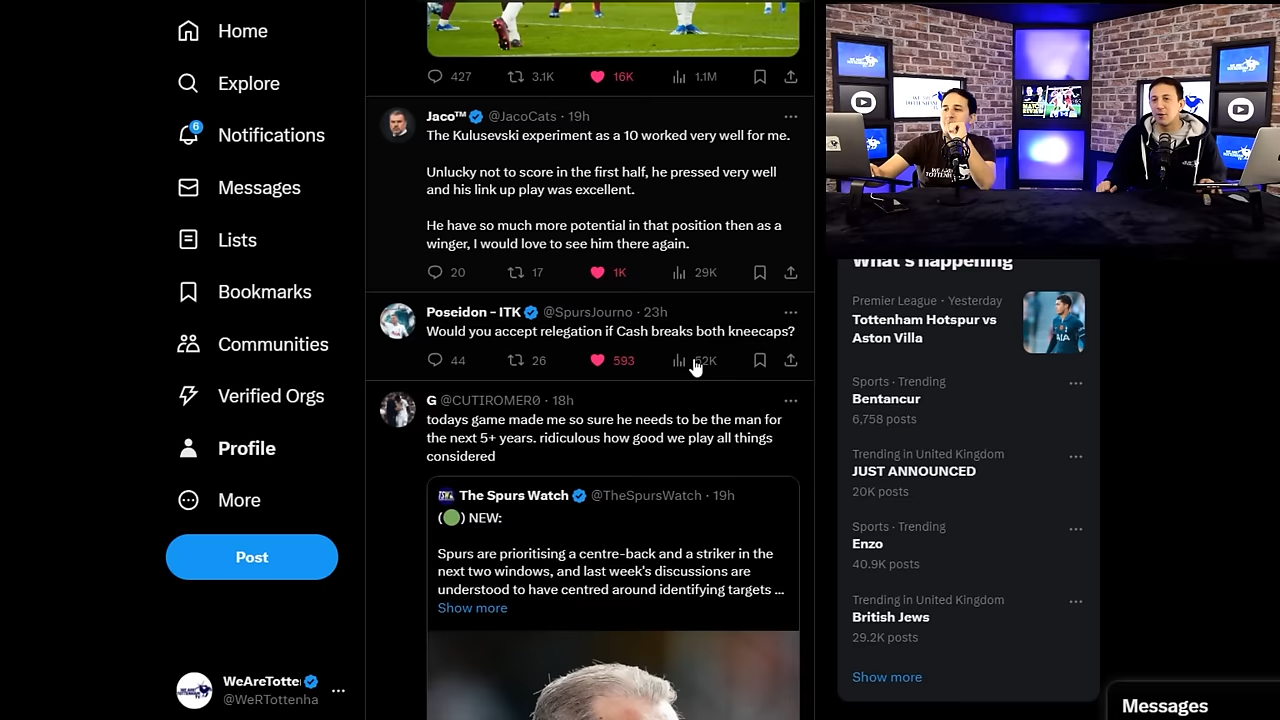 Home
Explore
6
Notifications
Messages
Lists
Bookmarks
Communities
Verified Orgs
Profile
More
Post
WeAreTotte
@WeRTottenha
427
3.1K
16K
1.1M
Jaco™ @JacoCats · 19h
The Kulusevski experiment as a 10 worked very well for me.
Unlucky not to score in the first half, he pressed very well
and his link up play was excellent.
He have so much more potential in that position then as a
winger, I would love to see him there again.
20
17
1K
29K
Poseidon - ITK @SpursJourno · 23h
Would you accept relegation if Cash breaks both kneecaps?
44
26
593
G @CUTIROMERØ · 18h
todays game made me so sure he needs to be the man for
the next 5+ years. ridiculous how good we play all things
considered
The Spurs Watch @TheSpursWatch · 19h
() NEW:
Spurs are prioritising a centre-back and a striker in the
next two windows, and last week's discussions are
understood to have centred around identifying targets ...
Show more
What's happening
Premier League · Yesterday
Tottenham Hotspur vs
Aston Villa
AIA
Sports · Trending
Bentancur
6,758 posts
Trending in United Kingdom
JUST ANNOUNCED
20K posts
Sports · Trending
Enzo
40.9K posts
Trending in United Kingdom
British Jews
29.2K posts
Show more
Messages